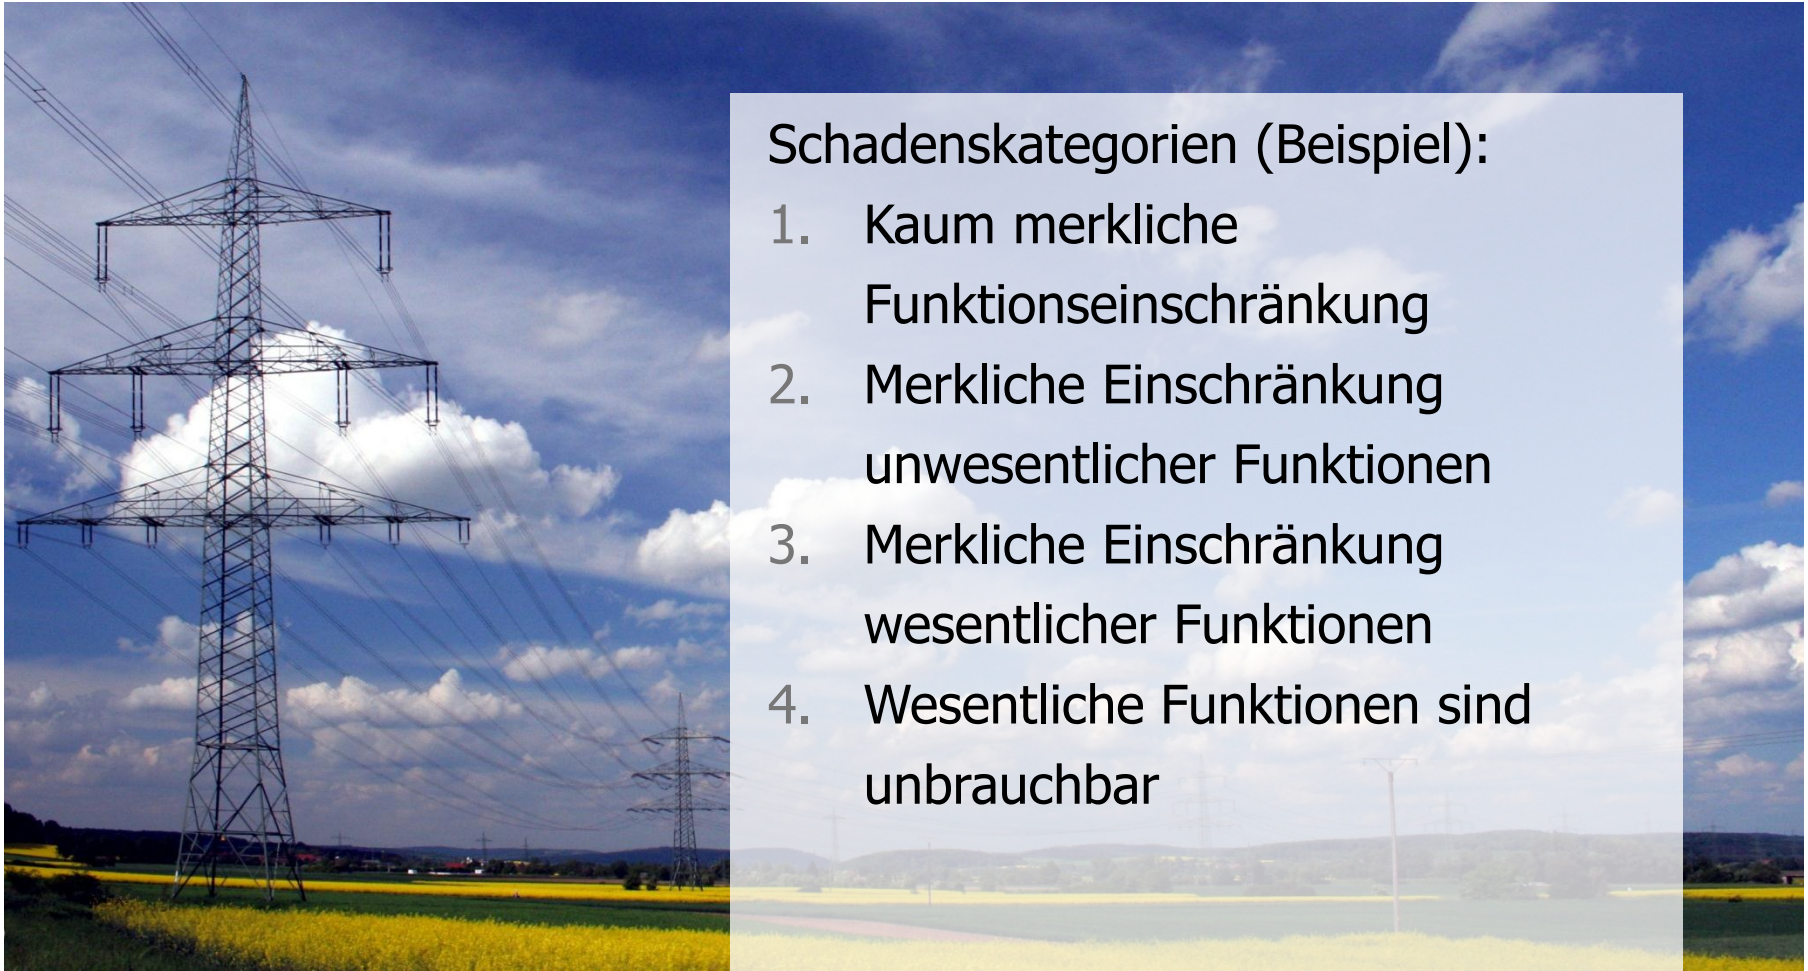 Schadenskategorien (Beispiel):
1. Kaum merkliche
Funktionseinschränkung
2. Merkliche Einschränkung
unwesentlicher Funktionen
3. Merkliche Einschränkung
wesentlicher Funktionen
4. Wesentliche Funktionen sind
unbrauchbar